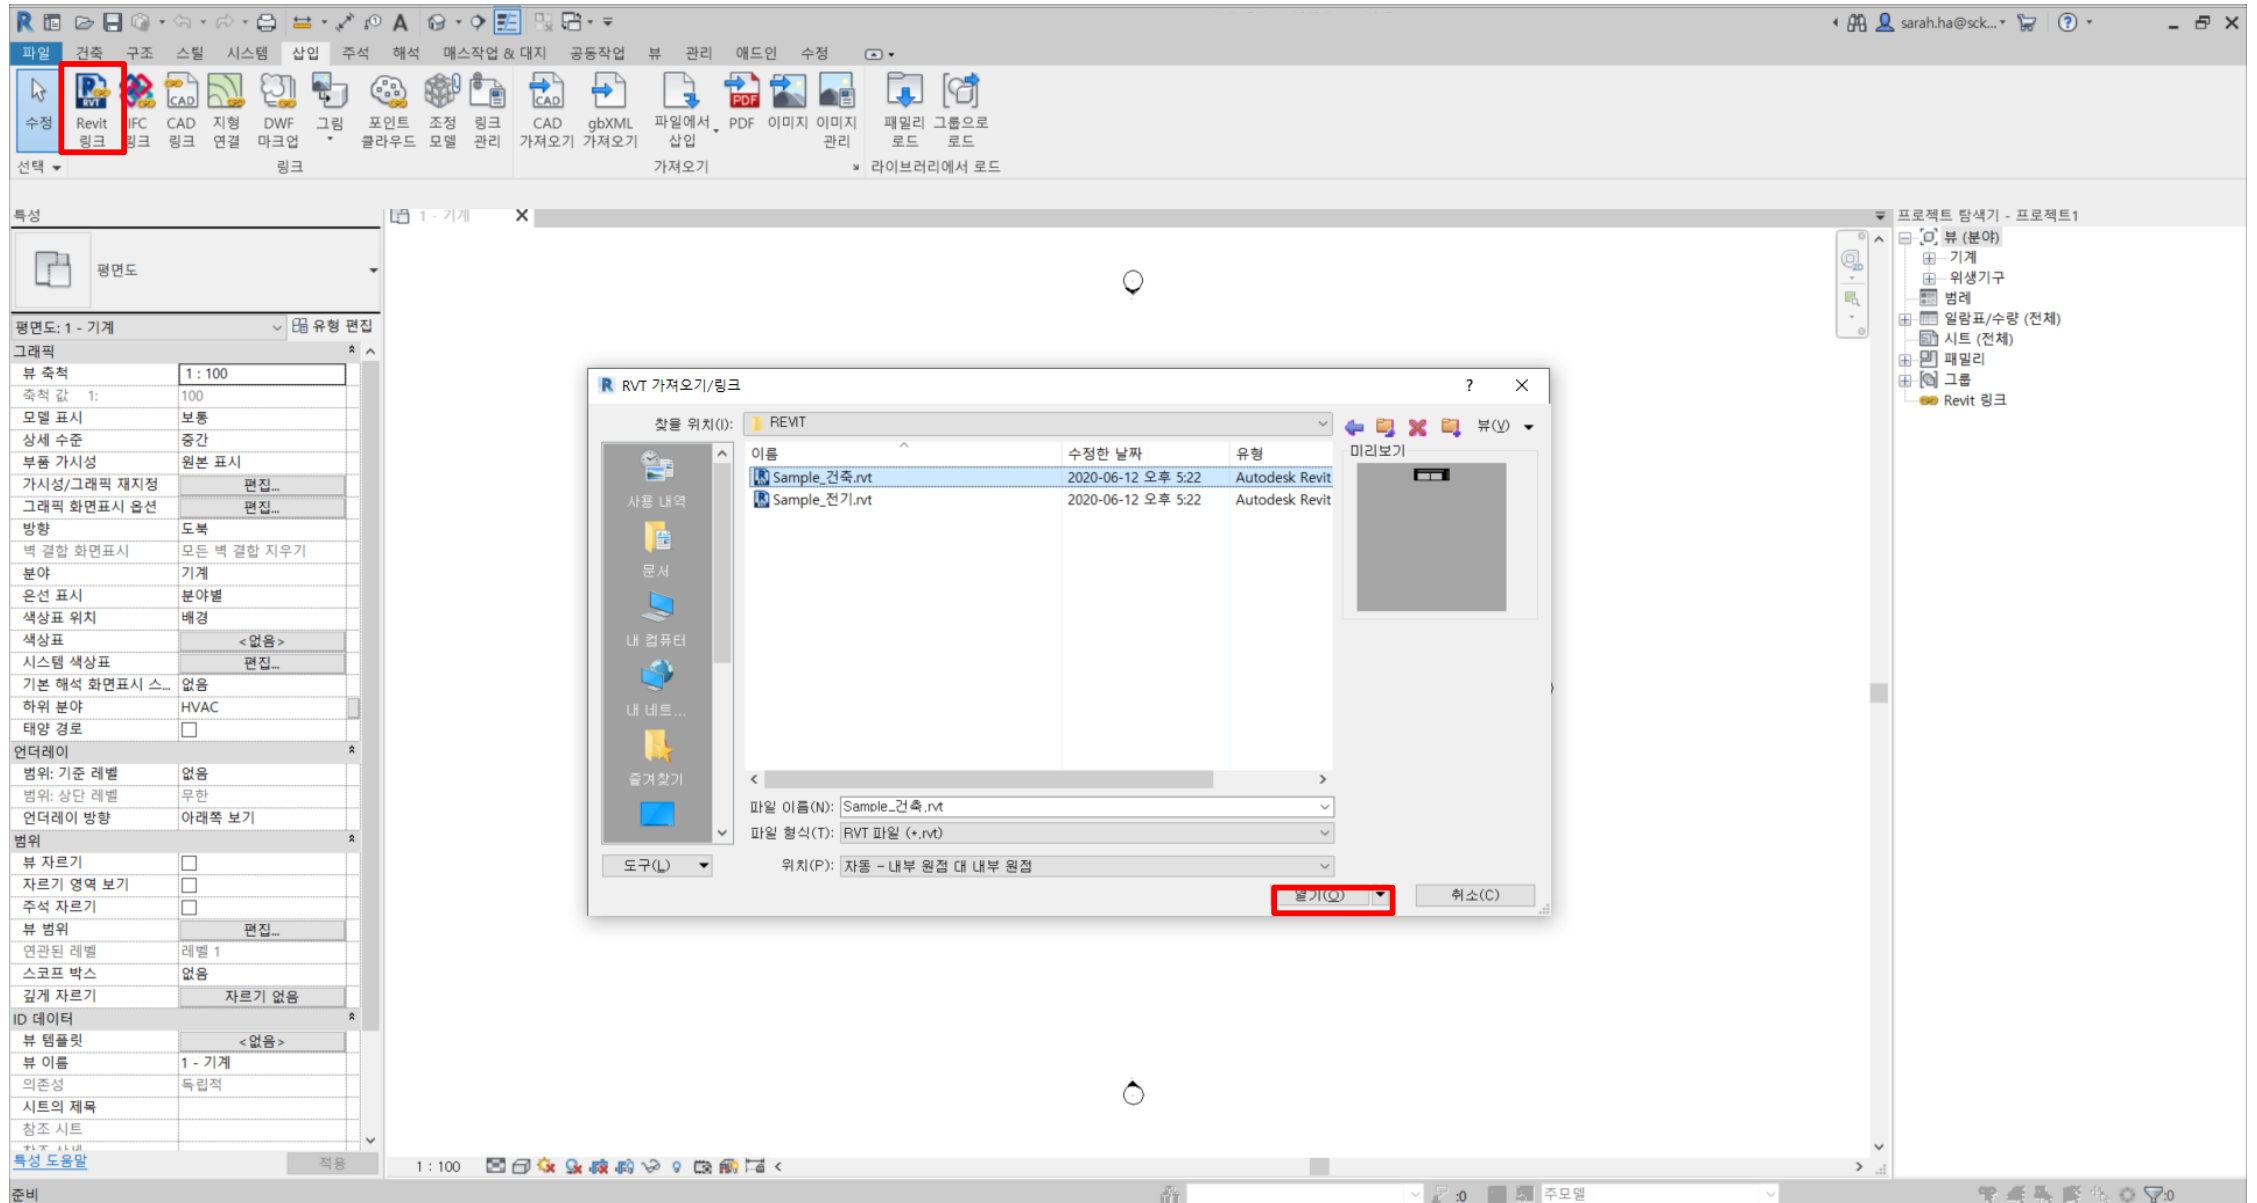 sarah.ha@sck...
파일 건축 구조 스틸 시스템 삽입 주석 해석 매스작업 & 대지 공동작업 뷰 관리 애드인 수정
수정
Revit 링크
IFC 링크
CAD 링크
지형 연결
DWF 마크업
그림
포인트 클라우드
조정 모델
링크 관리
CAD 가져오기
gbXML 가져오기
파일에서 삽입
PDF
이미지
이미지 관리
패밀리 로드
그룹으로 로드
선택 링크 가져오기 라이브러리에서 로드
특성
1 - 기계
프로젝트 탐색기 - 프로젝트1
평면도
평면도: 1 - 기계 유형 편집
그래픽
뷰 축척 1 : 100
축척 값 1: 100
모델 표시 보통
상세 수준 중간
부품 가시성 원본 표시
가시성/그래픽 재지정 편집...
그래픽 화면표시 옵션 편집...
방향 도북
벽 결합 화면표시 모든 벽 결합 지우기
분야 기계
은선 표시 분야별
색상표 위치 배경
색상표 <없음>
시스템 색상표 편집...
기본 해석 화면표시 스... 없음
하위 분야 HVAC
태양 경로
언더레이
범위: 기준 레벨 없음
범위: 상단 레벨 무한
언더레이 방향 아래쪽 보기
범위
뷰 자르기
자르기 영역 보기
주석 자르기
뷰 범위 편집...
연관된 레벨 레벨 1
스코프 박스 없음
깊게 자르기 자르기 없음
ID 데이터
뷰 템플릿 <없음>
뷰 이름 1 - 기계
의존성 독립적
시트의 제목
참조 시트
특성 도움말 적용
RVT 가져오기/링크
찾을 위치(I): REVIT 뷰(V)
이름 수정한 날짜 유형
Sample_건축.rvt 2020-06-12 오후 5:22 Autodesk Revit
Sample_전기.rvt 2020-06-12 오후 5:22 Autodesk Revit
미리보기
사용 내역
문서
내 컴퓨터
내 네트...
즐겨찾기
파일 이름(N): Sample_건축.rvt
파일 형식(T): RVT 파일 (*.rvt)
도구(L) 위치(P): 자동 - 내부 원점 대 내부 원점
열기(O) 취소(C)
뷰 (분야)
기계
위생기구
범례
일람표/수량 (전체)
시트 (전체)
패밀리
그룹
Revit 링크
1 : 100
준비 :0 주모델 :0